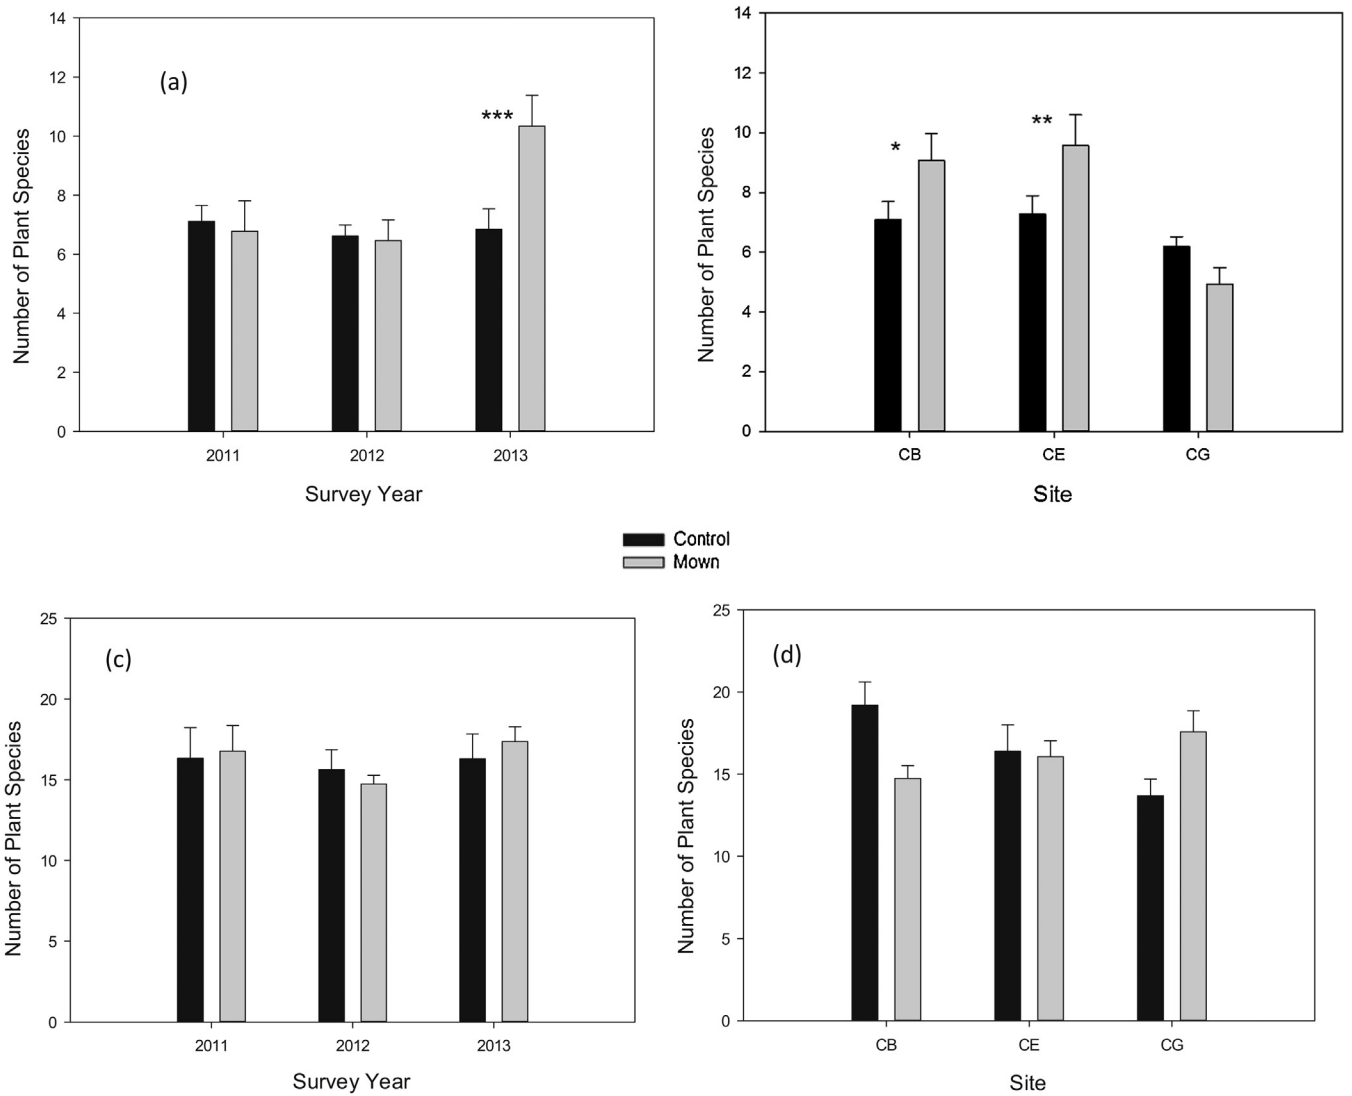 14
12
10
8
6
4
2
0
Number of Plant Species
(a)
***
2011
2012
2013
Survey Year
14
12
10
8
6
4
2
0
Number of Plant Species
*
**
CB
CE
CG
Site
Control
Mown
25
20
15
10
5
0
Number of Plant Species
(c)
2011
2012
2013
Survey Year
25
20
15
10
5
0
Number of Plant Species
(d)
CB
CE
CG
Site